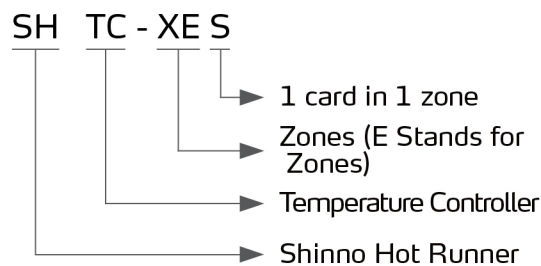 SH TC - XE S
1 card in 1 zone
Zones (E Stands for
Zones)
Temperature Controller
Shinno Hot Runner